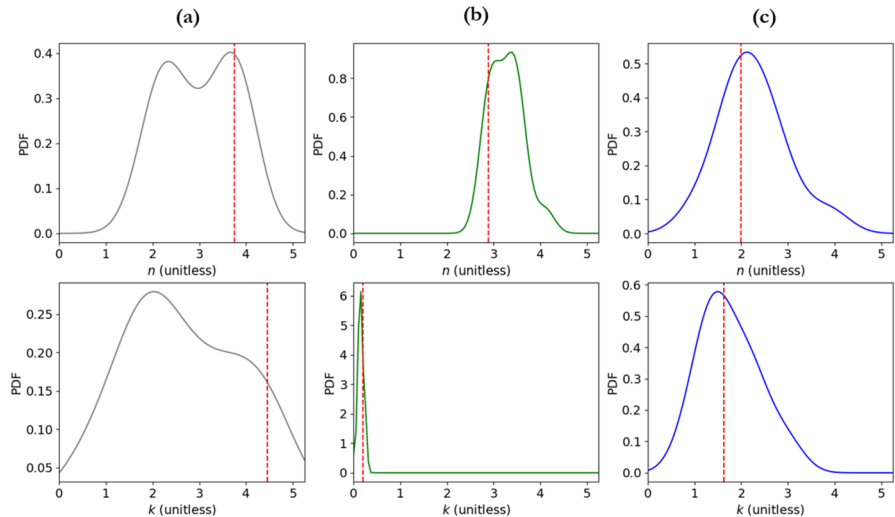 (a)
(b)
(c)
0.4
0.3
0.2
0.1
0.0
PDF
0 1 2 3 4 5
n (unitless)
0.8
0.6
0.4
0.2
0.0
PDF
0 1 2 3 4 5
n (unitless)
0.5
0.4
0.3
0.2
0.1
0.0
PDF
0 1 2 3 4 5
n (unitless)
0.25
0.20
0.15
0.10
0.05
PDF
0 1 2 3 4 5
k (unitless)
6
5
4
3
2
1
0
PDF
0 1 2 3 4 5
k (unitless)
0.6
0.5
0.4
0.3
0.2
0.1
0.0
PDF
0 1 2 3 4 5
k (unitless)